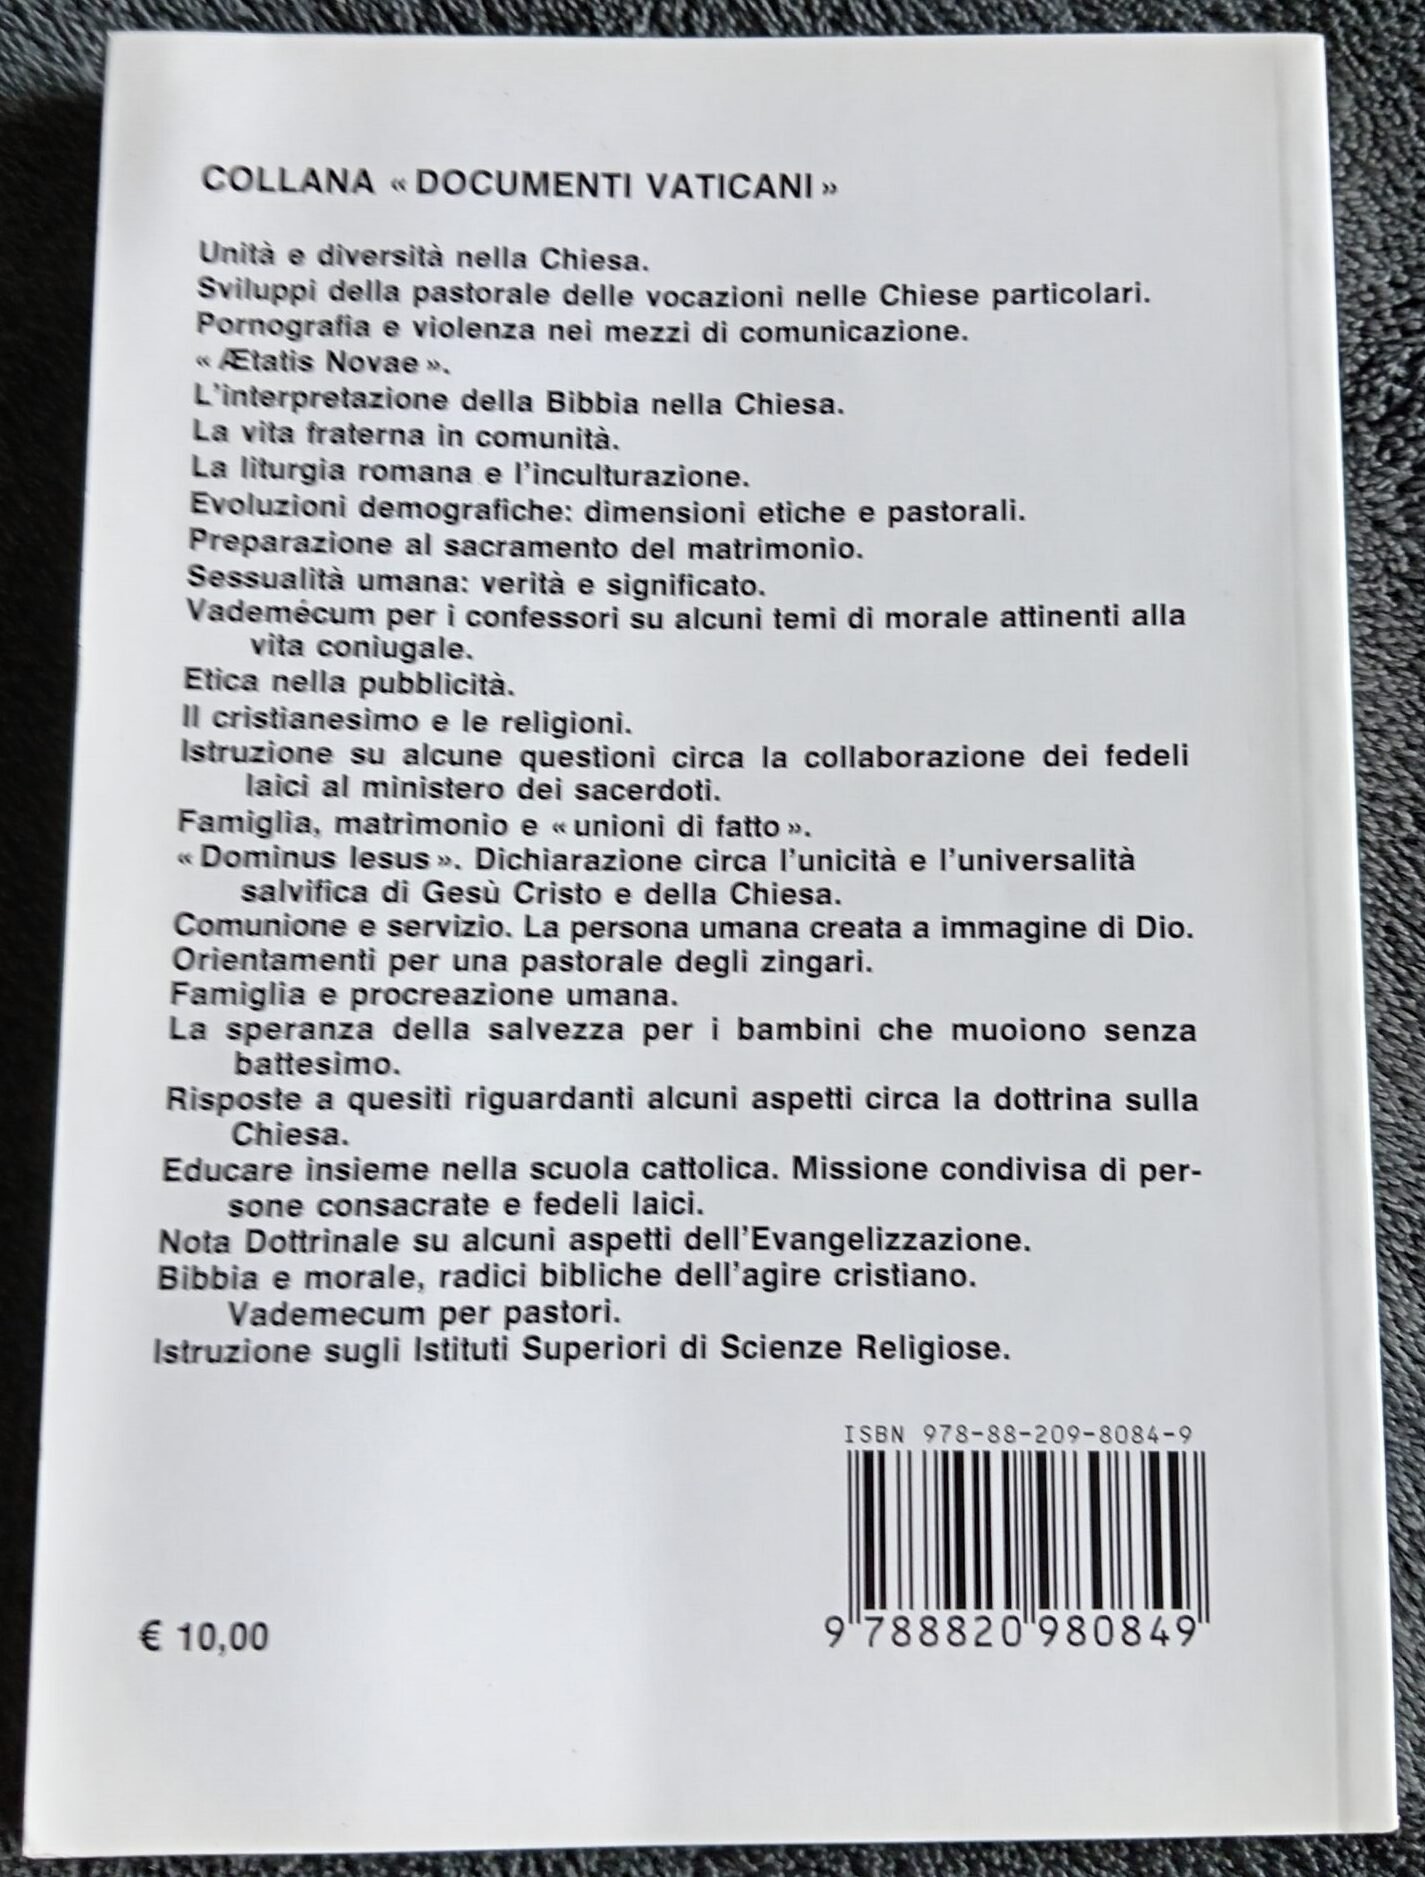 COLLANA « DOCUMENTI VATICANI »
Unità e diversità nella Chiesa.
Sviluppi della pastorale delle vocazioni nelle Chiese particolari.
Pornografia e violenza nei mezzi di comunicazione.
« Ætatis Novae ».
L'interpretazione della Bibbia nella Chiesa.
La vita fraterna in comunità.
La liturgia romana e l'inculturazione.
Evoluzioni demografiche: dimensioni etiche e pastorali.
Preparazione al sacramento del matrimonio.
Sessualità umana: verità e significato.
Vademécum per i confessori su alcuni temi di morale attinenti alla
vita coniugale.
Etica nella pubblicità.
Il cristianesimo e le religioni.
Istruzione su alcune questioni circa la collaborazione dei fedeli
laici al ministero dei sacerdoti.
Famiglia, matrimonio e « unioni di fatto ».
« Dominus Iesus ». Dichiarazione circa l'unicità e l'universalità
salvifica di Gesù Cristo e della Chiesa.
Comunione e servizio. La persona umana creata a immagine di Dio.
Orientamenti per una pastorale degli zingari.
Famiglia e procreazione umana.
La speranza della salvezza per i bambini che muoiono senza
battesimo.
Risposte a quesiti riguardanti alcuni aspetti circa la dottrina sulla
Chiesa.
Educare insieme nella scuola cattolica. Missione condivisa di per-
sone consacrate e fedeli laici.
Nota Dottrinale su alcuni aspetti dell'Evangelizzazione.
Bibbia e morale, radici bibliche dell'agire cristiano.
Vademecum per pastori.
Istruzione sugli Istituti Superiori di Scienze Religiose.
ISBN 978-88-209-8084-9
9 788820 980849
€ 10,00